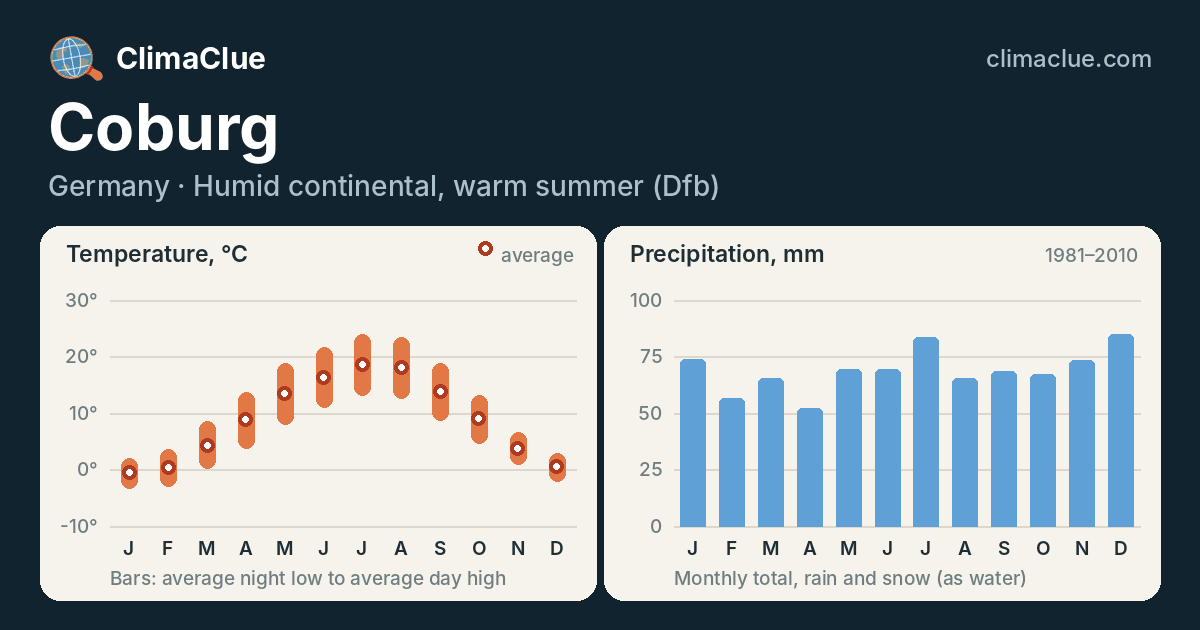 ClimaClue
climaclue.com
Coburg
Germany · Humid continental, warm summer (Dfb)
Temperature, °C
average
30°
20°
10°
0°
-10°
J F M A M J J A S O N D
Bars: average night low to average day high
Precipitation, mm
1981–2010
100
75
50
25
0
J F M A M J J A S O N D
Monthly total, rain and snow (as water)